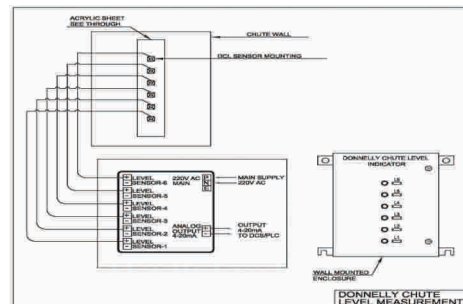 ACRYLIC SHEET
SEE THROUGH
CHUTE WALL
DCL SENSOR MOUNTING
LEVEL
SENSOR-6
LEVEL
SENSOR-5
LEVEL
SENSOR-4
LEVEL
SENSOR-3
LEVEL
SENSOR-2
LEVEL
SENSOR-1
220V AC
MAIN
P
N
E
MAIN SUPPLY
220V AC
ANALOG
OUTPUT
4-20mA
OUTPUT
4-20mA
TO DCS/PLC
DONNELLY CHUTE LEVEL
INDICATOR
WALL MOUNTED
ENCLOSURE
DONNELLY CHUTE
LEVEL MEASUREMENT